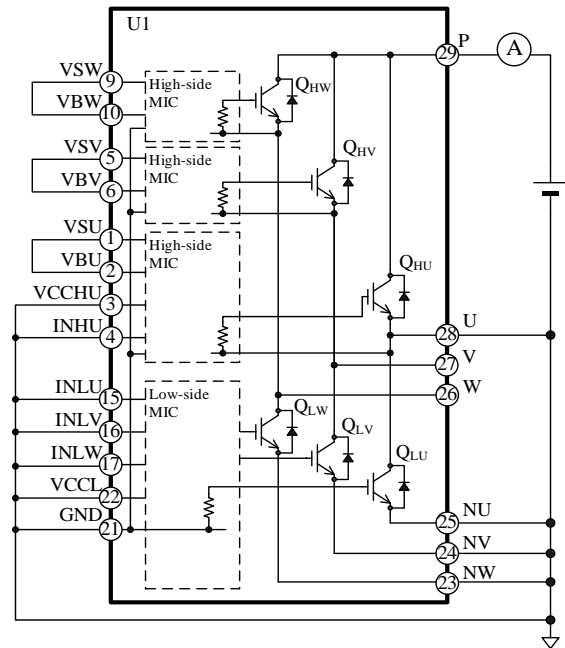 U1
P
29
A
VSW
9
High-side
MIC
QHW
VBW
10
VSV
5
High-side
MIC
QHV
VBV
6
VSU
1
High-side
MIC
VBU
2
QHU
VCCHU
3
INHU
4
28
U
27
V
26
W
INLU
15
Low-side
MIC
QLW
INLV
16
QLV
INLW
17
QLU
VCCL
22
GND
21
25
NU
24
NV
23
NW